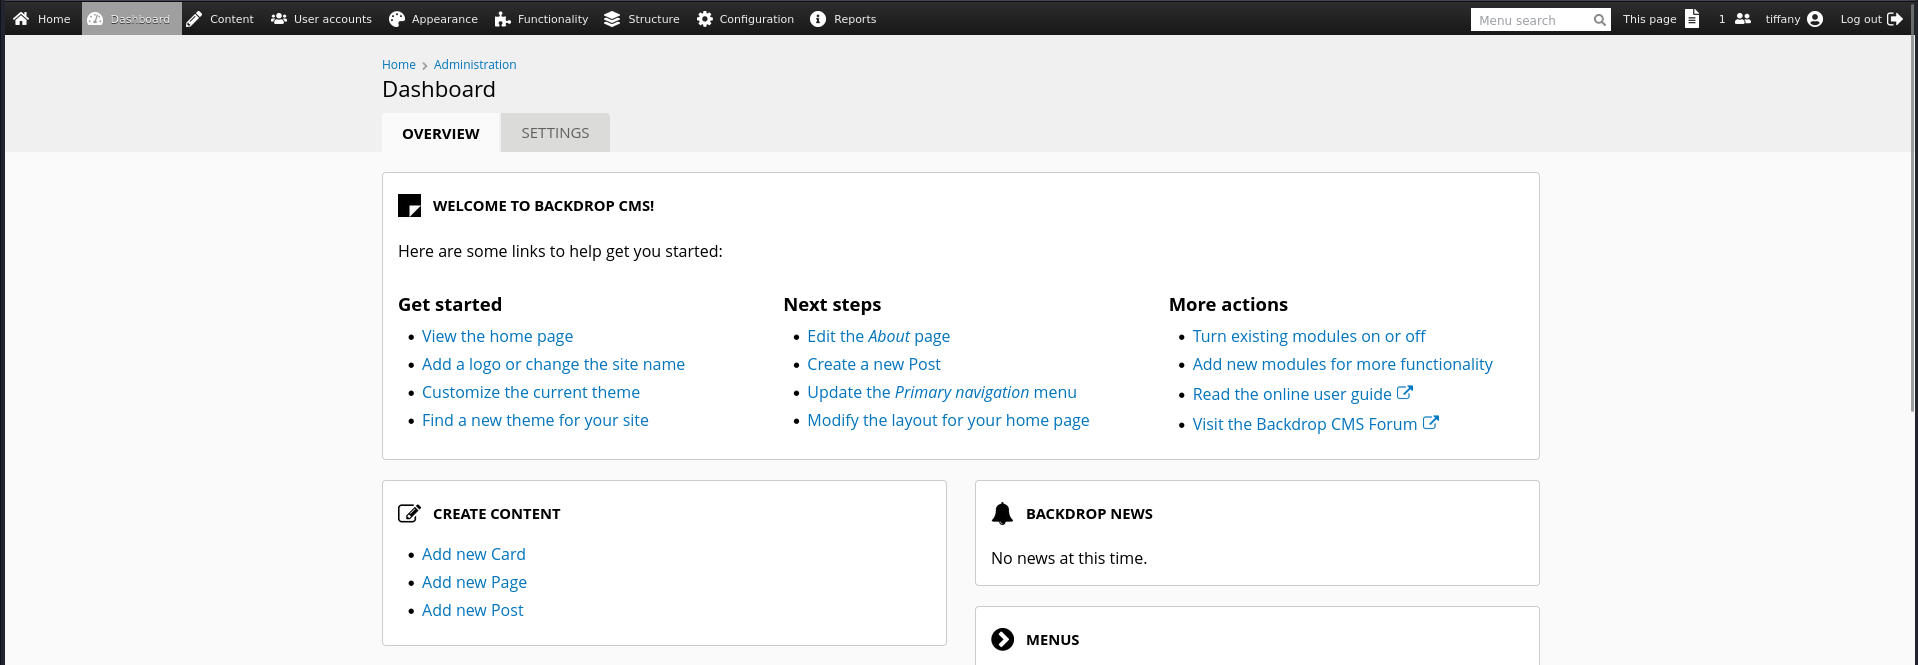 Home Dashboard Content User accounts Appearance Functionality Structure Configuration Reports Menu search This page 1 tiffany Log out
Home > Administration
Dashboard
OVERVIEW SETTINGS
WELCOME TO BACKDROP CMS!
Here are some links to help get you started:
Get started
View the home page
Add a logo or change the site name
Customize the current theme
Find a new theme for your site
Next steps
Edit the About page
Create a new Post
Update the Primary navigation menu
Modify the layout for your home page
More actions
Turn existing modules on or off
Add new modules for more functionality
Read the online user guide
Visit the Backdrop CMS Forum
CREATE CONTENT
Add new Card
Add new Page
Add new Post
BACKDROP NEWS
No news at this time.
MENUS